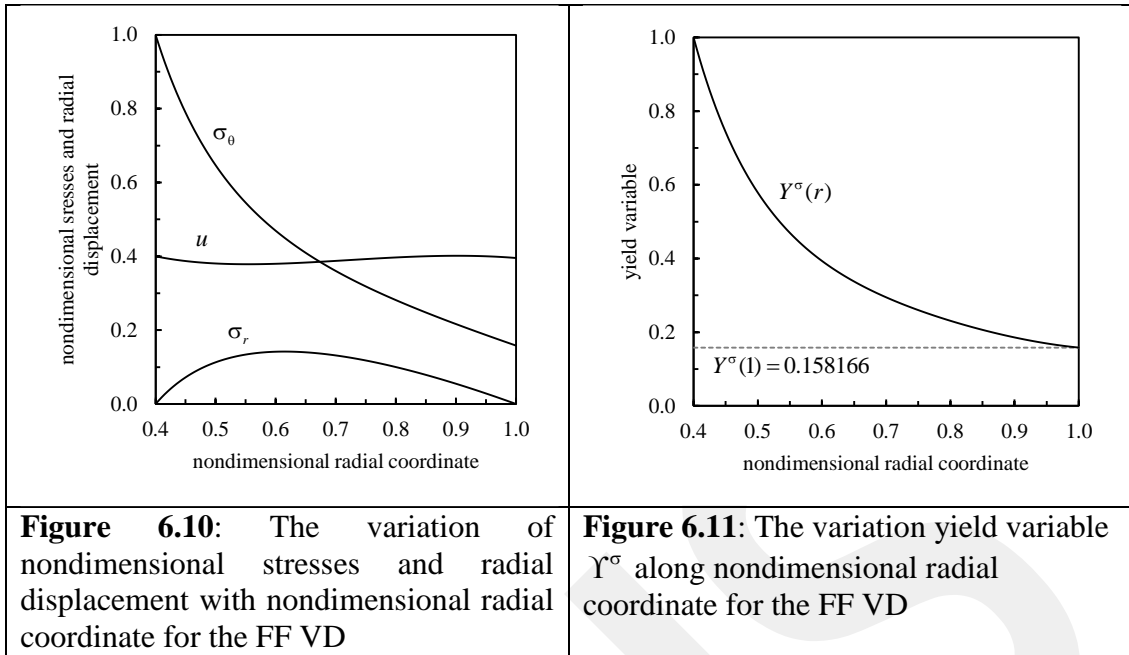 nondimensional sresses and radial
displacement
1.0
0.8
0.6
0.4
0.2
0.0
σθ
u
σr
0.4 0.5 0.6 0.7 0.8 0.9 1.0
nondimensional radial coordinate
yield variable
1.0
0.8
0.6
0.4
0.2
0.0
Yσ(r)
Yσ(1) = 0.158166
0.4 0.5 0.6 0.7 0.8 0.9 1.0
nondimensional radial coordinate
Figure 6.10: The variation of
nondimensional stresses and radial
displacement with nondimensional radial
coordinate for the FF VD
Figure 6.11: The variation yield variable
ϒσ along nondimensional radial
coordinate for the FF VD